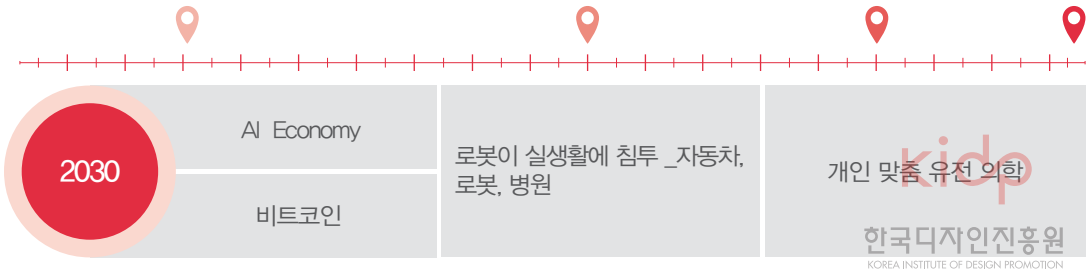 2030
AI Economy
비트코인
로봇이 실생활에 침투 _자동차,
로봇, 병원
개인 맞춤 유전 의학
kidp
한국디자인진흥원
KOREA INSTITUTE OF DESIGN PROMOTION